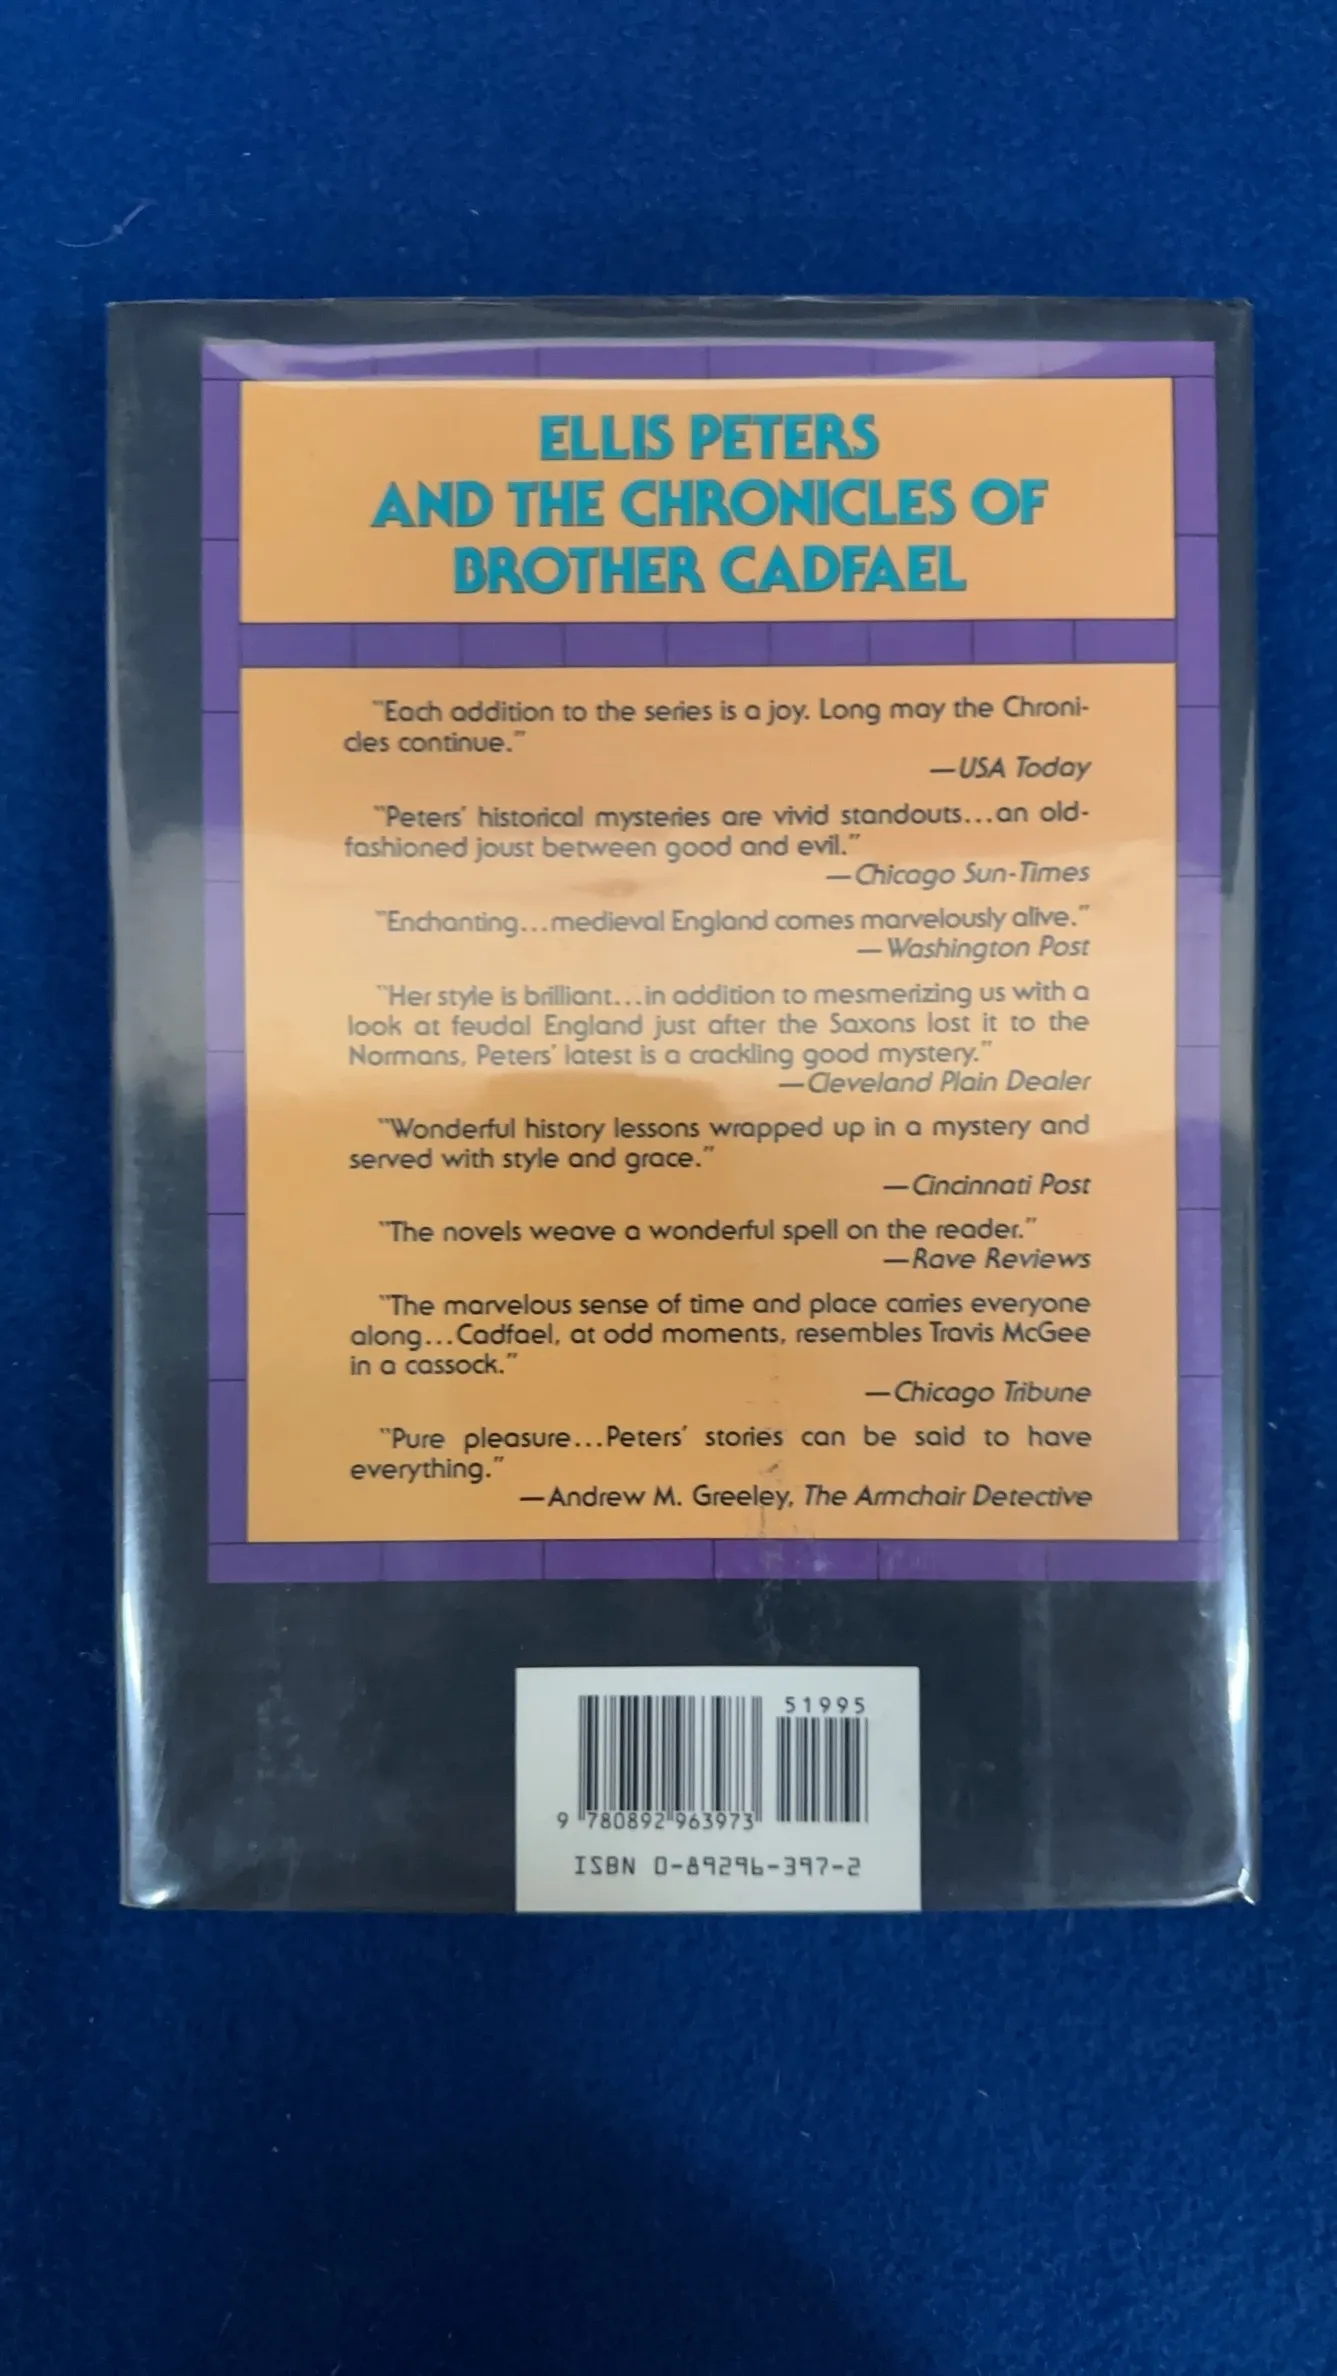 ELLIS PETERS
AND THE CHRONICLES OF
BROTHER CADFAEL
"Each addition to the series is a joy. Long may the Chroni-
cles continue."
—USA Today
"Peters' historical mysteries are vivid standouts...an old-
fashioned joust between good and evil."
—Chicago Sun-Times
"Enchanting...medieval England comes marvelously alive."
—Washington Post
"Her style is brilliant...in addition to mesmerizing us with a
look at feudal England just after the Saxons lost it to the
Normans, Peters' latest is a crackling good mystery."
—Cleveland Plain Dealer
"Wonderful history lessons wrapped up in a mystery and
served with style and grace."
—Cincinnati Post
"The novels weave a wonderful spell on the reader."
—Rave Reviews
"The marvelous sense of time and place carries everyone
along...Cadfael, at odd moments, resembles Travis McGee
in a cassock."
—Chicago Tribune
"Pure pleasure...Peters' stories can be said to have
everything."
—Andrew M. Greeley, The Armchair Detective
51995
9 780892 963973
ISBN 0-89296-397-2